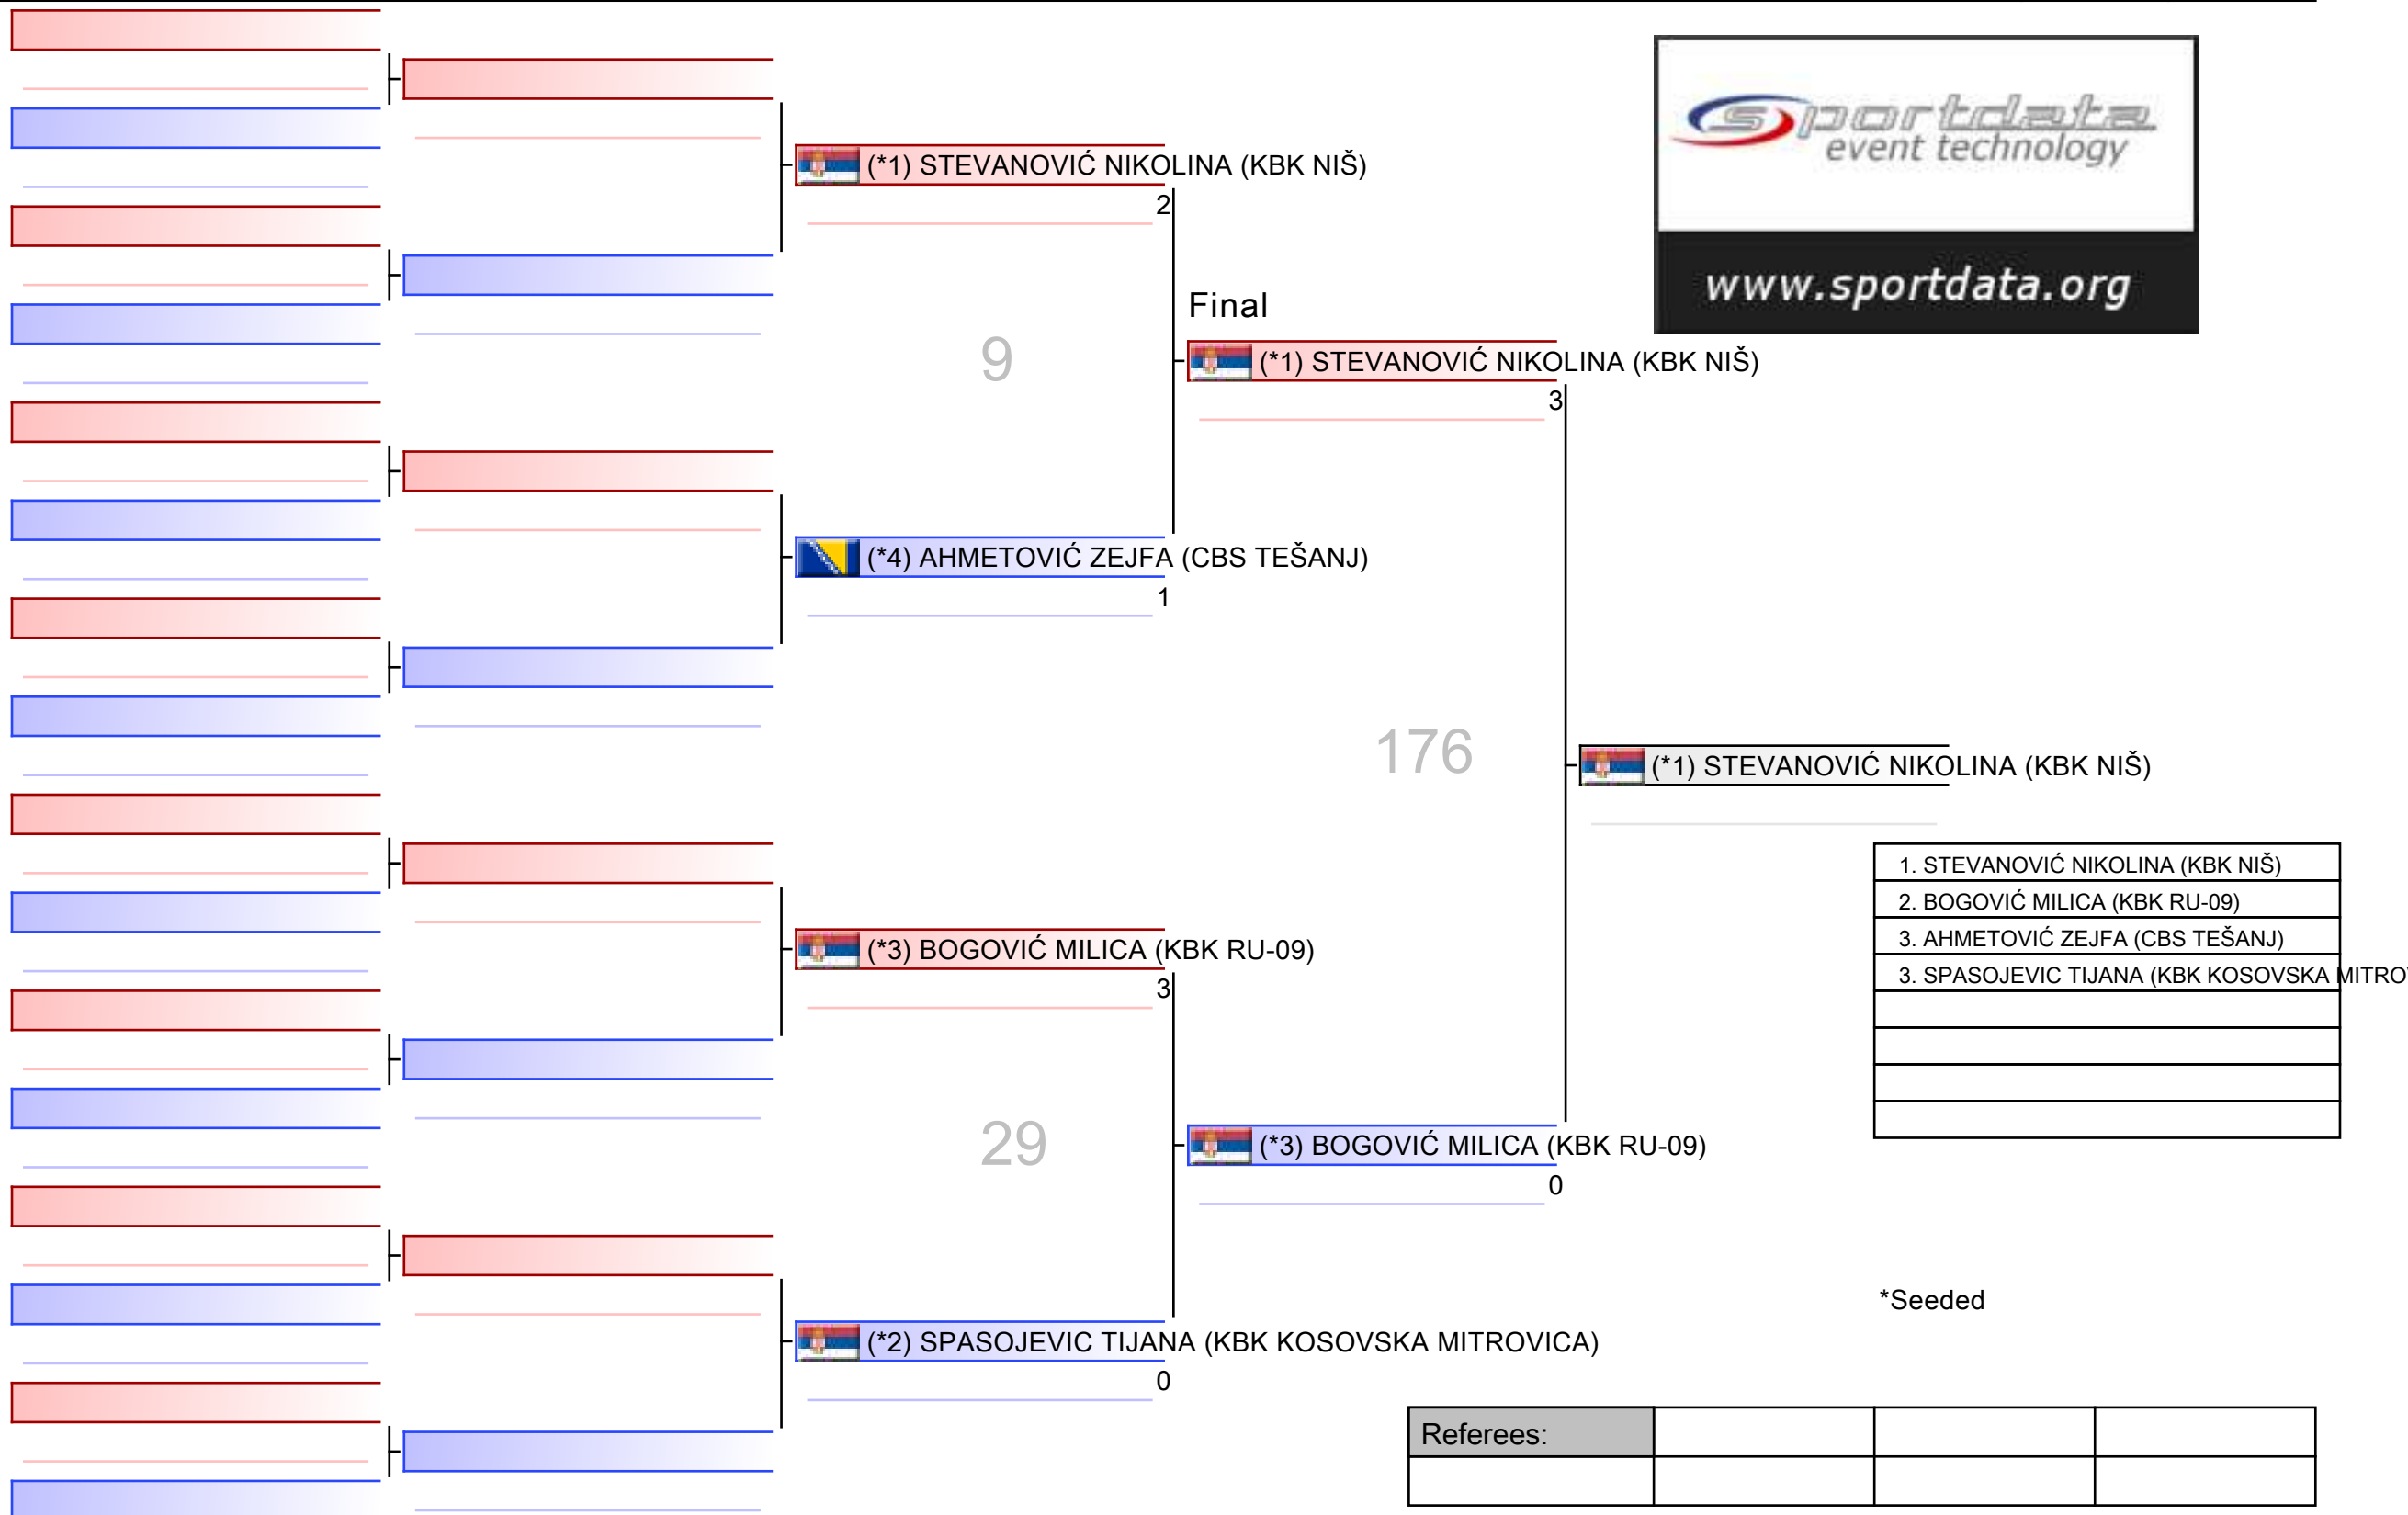 sportdata
event technology
www.sportdata.org
(*1) STEVANOVIĆ NIKOLINA (KBK NIŠ)
2
Final
9
(*1) STEVANOVIĆ NIKOLINA (KBK NIŠ)
3
(*4) AHMETOVIĆ ZEJFA (CBS TEŠANJ)
1
176
(*1) STEVANOVIĆ NIKOLINA (KBK NIŠ)
1. STEVANOVIĆ NIKOLINA (KBK NIŠ)
2. BOGOVIĆ MILICA (KBK RU-09)
3. AHMETOVIĆ ZEJFA (CBS TEŠANJ)
3. SPASOJEVIC TIJANA (KBK KOSOVSKA MITRO
(*3) BOGOVIĆ MILICA (KBK RU-09)
3
29
(*3) BOGOVIĆ MILICA (KBK RU-09)
0
*Seeded
(*2) SPASOJEVIC TIJANA (KBK KOSOVSKA MITROVICA)
0
Referees: